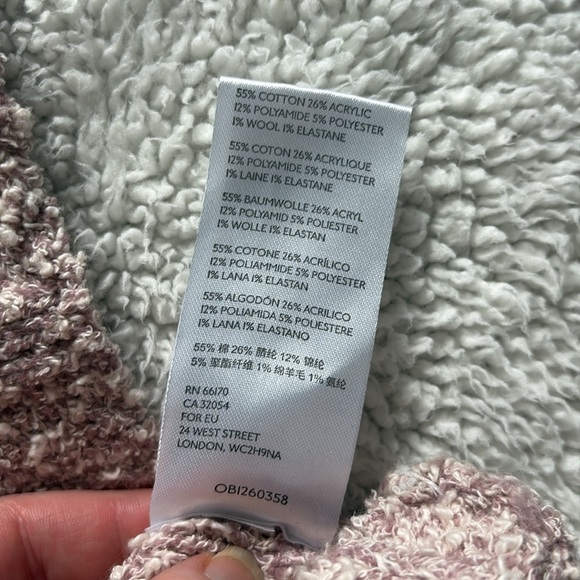 55% COTTON 26% ACRYLIC
12% POLYAMIDE 5% POLYESTER
1% WOOL 1% ELASTANE
55% COTON 26% ACRYLIQUE
12% POLYAMIDE 5% POLYESTER
1% LAINE 1% ELASTANE
55% BAUMWOLLE 26% ACRYL
12% POLYAMID 5% POLIESTER
1% WOLLE 1% ELASTAN
55% COTONE 26% ACRÍLICO
12% POLIAMMIDE 5% POLIESTERE
1% LANA 1% ELASTAN
55% ALGODÓN 26% ACRILICO
12% POLIAMIDA 5% POLIESTERE
1% LANA 1% ELASTANO
55% 棉 26% 腈纶 12% 锦纶
5% 聚酯纤维 1% 绵羊毛 1% 氨纶
RN 66170
CA 32054
FOR EU
24 WEST STREET
LONDON, WC2H9NA
OB1260358